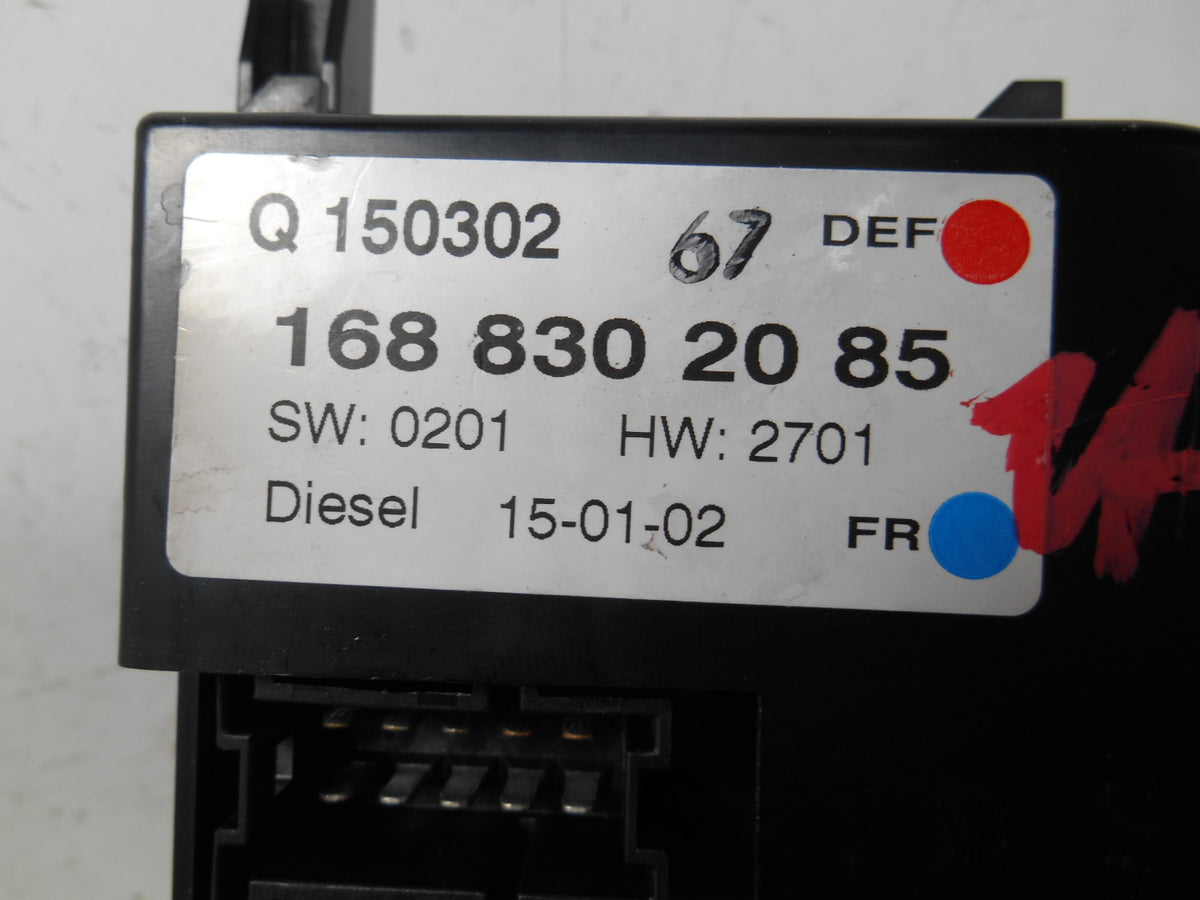 Q 150302 67 DEF
168 830 20 85
SW: 0201 HW: 2701
Diesel 15-01-02 FR